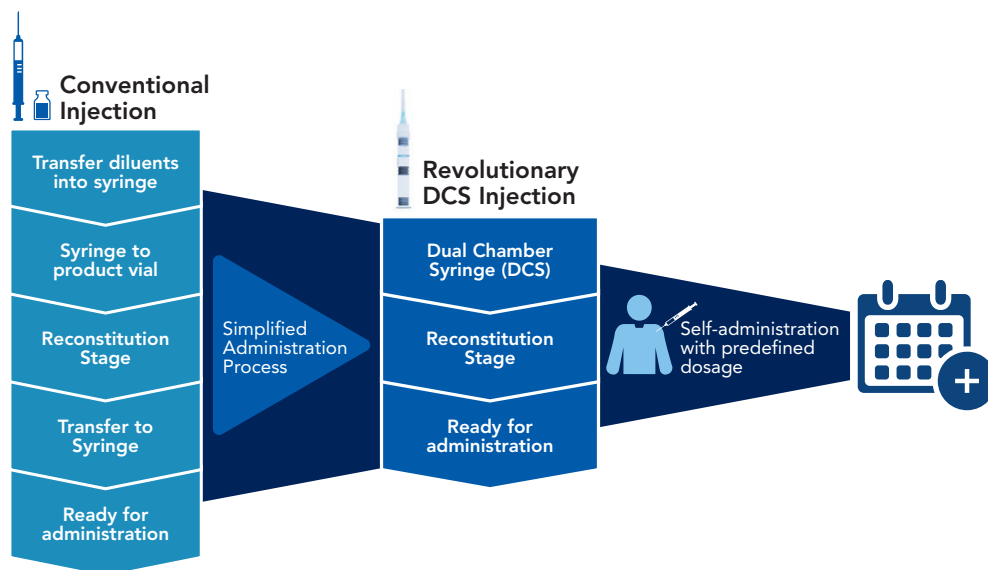 Conventional
Injection
Transfer diluents
into syringe
Syringe to
product vial
Reconstitution
Stage
Transfer to
Syringe
Ready for
administration
Simplified
Administration
Process
Revolutionary
DCS Injection
Dual Chamber
Syringe (DCS)
Reconstitution
Stage
Ready for
administration
Self-administration
with predefined
dosage